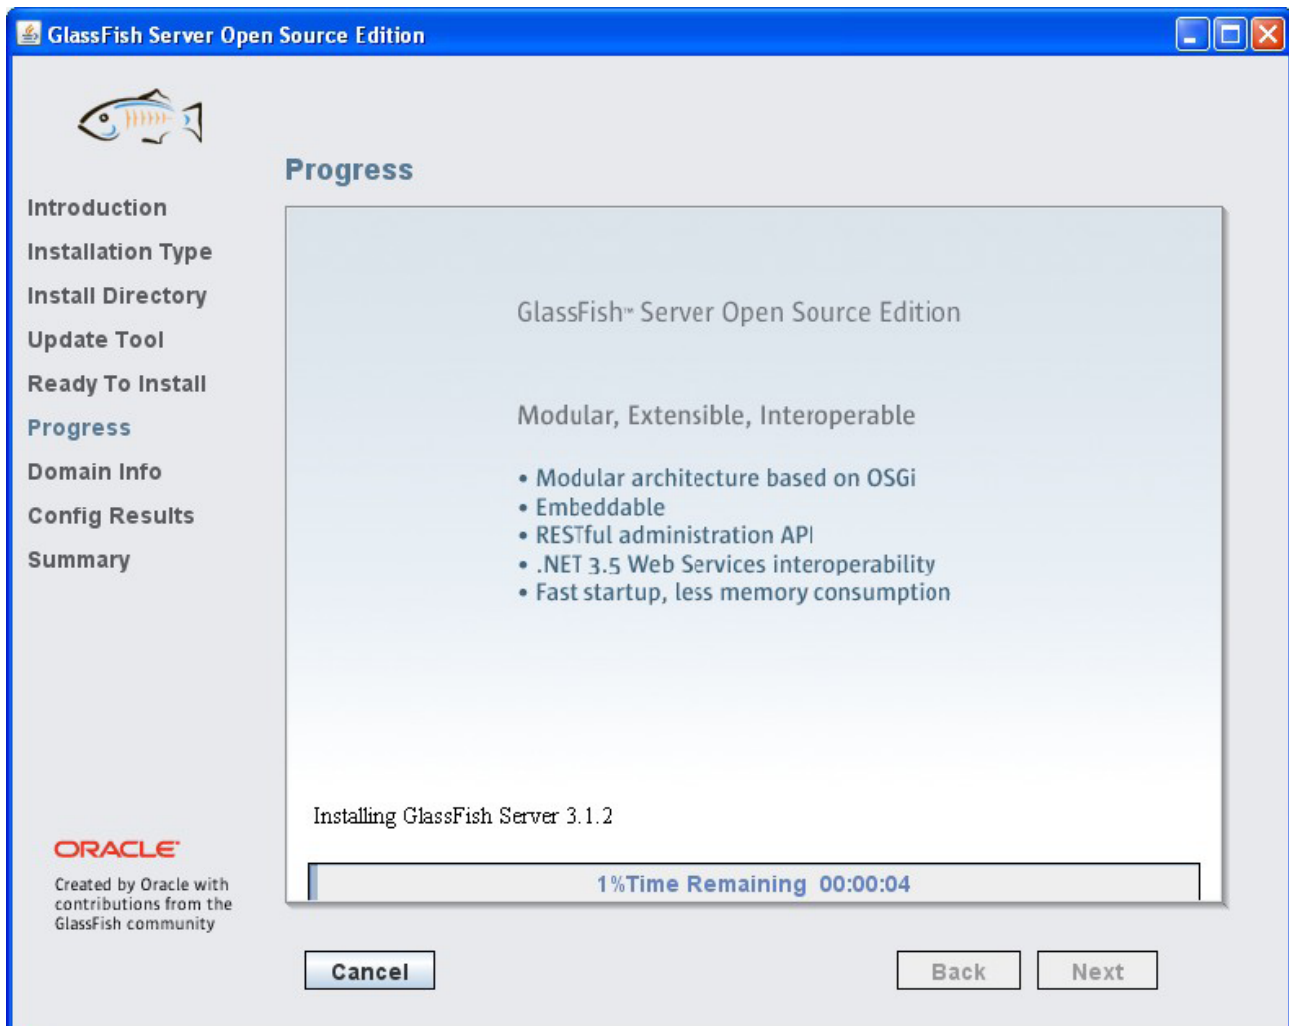 GlassFish Server Open Source Edition
Progress
Introduction
Installation Type
Install Directory
Update Tool
Ready To Install
Progress
Domain Info
Config Results
Summary
GlassFish™ Server Open Source Edition
Modular, Extensible, Interoperable
• Modular architecture based on OSGi
• Embeddable
• RESTful administration API
• .NET 3.5 Web Services interoperability
• Fast startup, less memory consumption
Installing GlassFish Server 3.1.2
1%Time Remaining 00:00:04
ORACLE®
Created by Oracle with
contributions from the
GlassFish community
Cancel
Back
Next